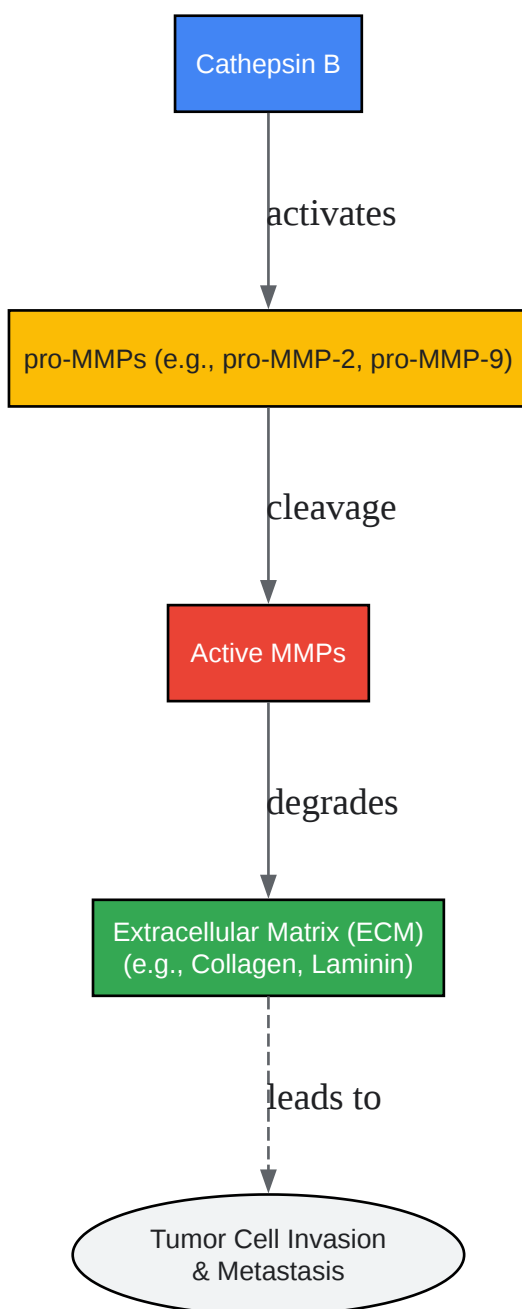 Cathepsin B
activates
pro-MMPs (e.g., pro-MMP-2, pro-MMP-9)
cleavage
Active MMPs
degrades
Extracellular Matrix (ECM)
(e.g., Collagen, Laminin)
leads to
Tumor Cell Invasion
& Metastasis